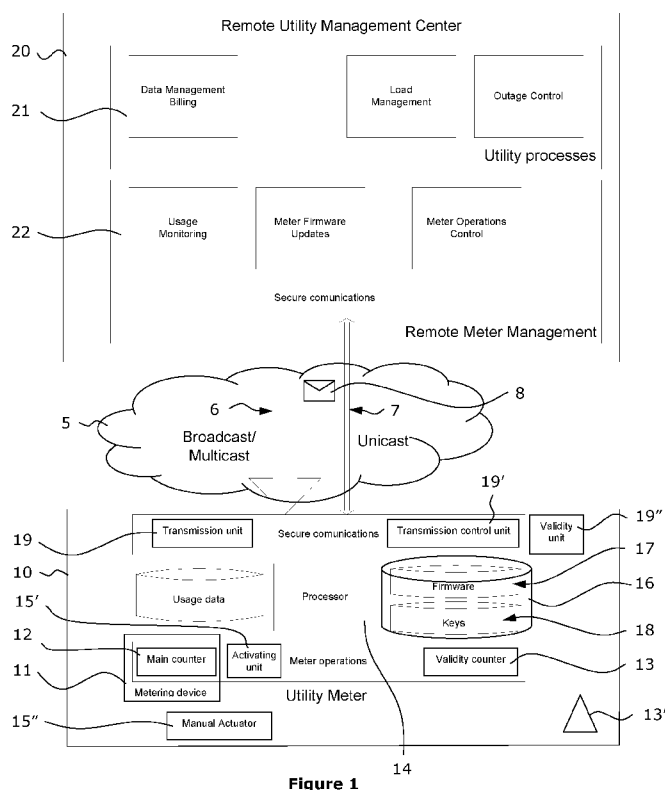 Remote Utility Management Center
20
Data Management
Billing
Load
Management
Outage Control
21
Utility processes
22
Usage
Monitoring
Meter Firmware
Updates
Meter Operations
Control
Secure comunications
Remote Meter Management
8
6
7
5
Broadcast/
Multicast
Unicast
19'
19"
19
Transmission unit
Secure comunications
Transmission control unit
Validity
unit
17
10
Firmware
16
15'
Usage data
Processor
Keys
18
12
Main counter
Activating
unit
Meter operations
Validity counter
13
11
Metering device
Utility Meter
15"
Manual Actuator
13'
14
Figure 1